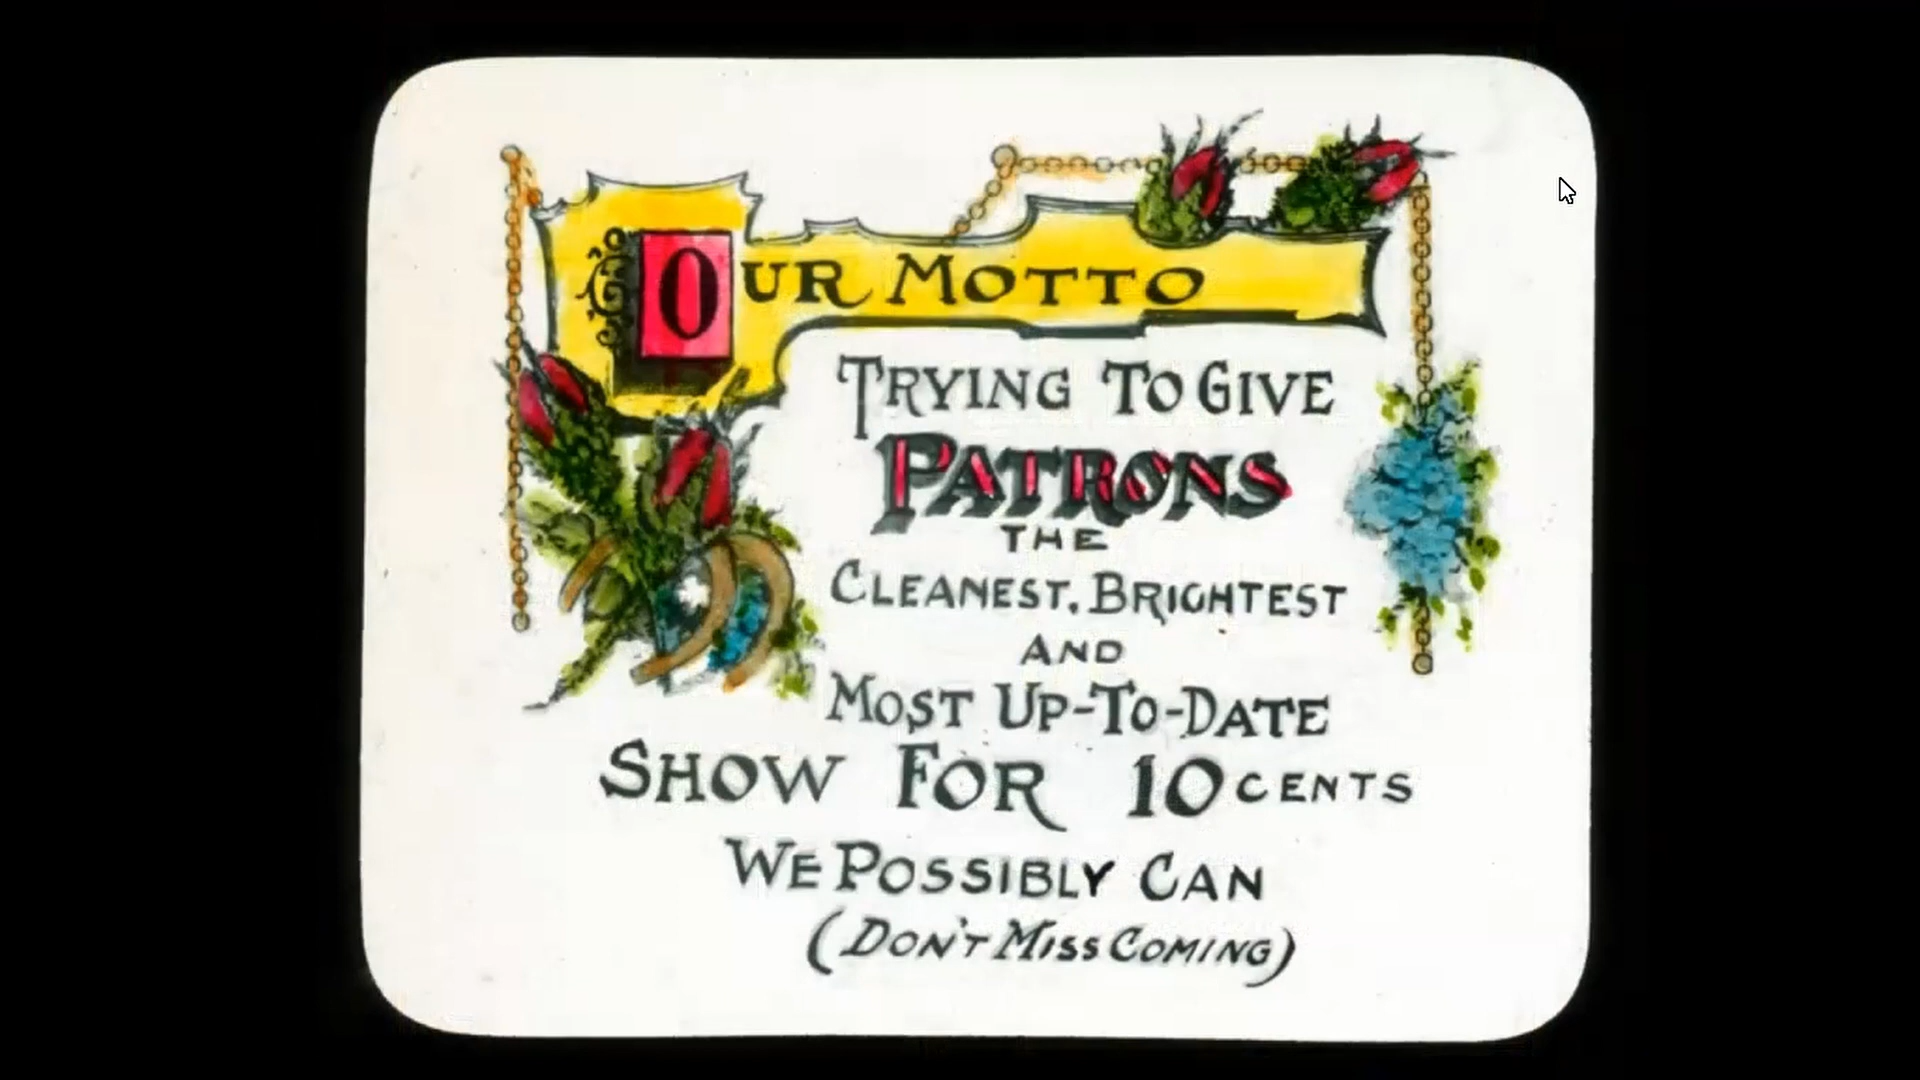 OUR MOTTO
TRYING TO GIVE
PATRONS
THE
CLEANEST, BRIGHTEST
AND
MOST UP-TO-DATE
SHOW FOR 10 CENTS
WE POSSIBLY CAN
(DON'T MISS COMING)